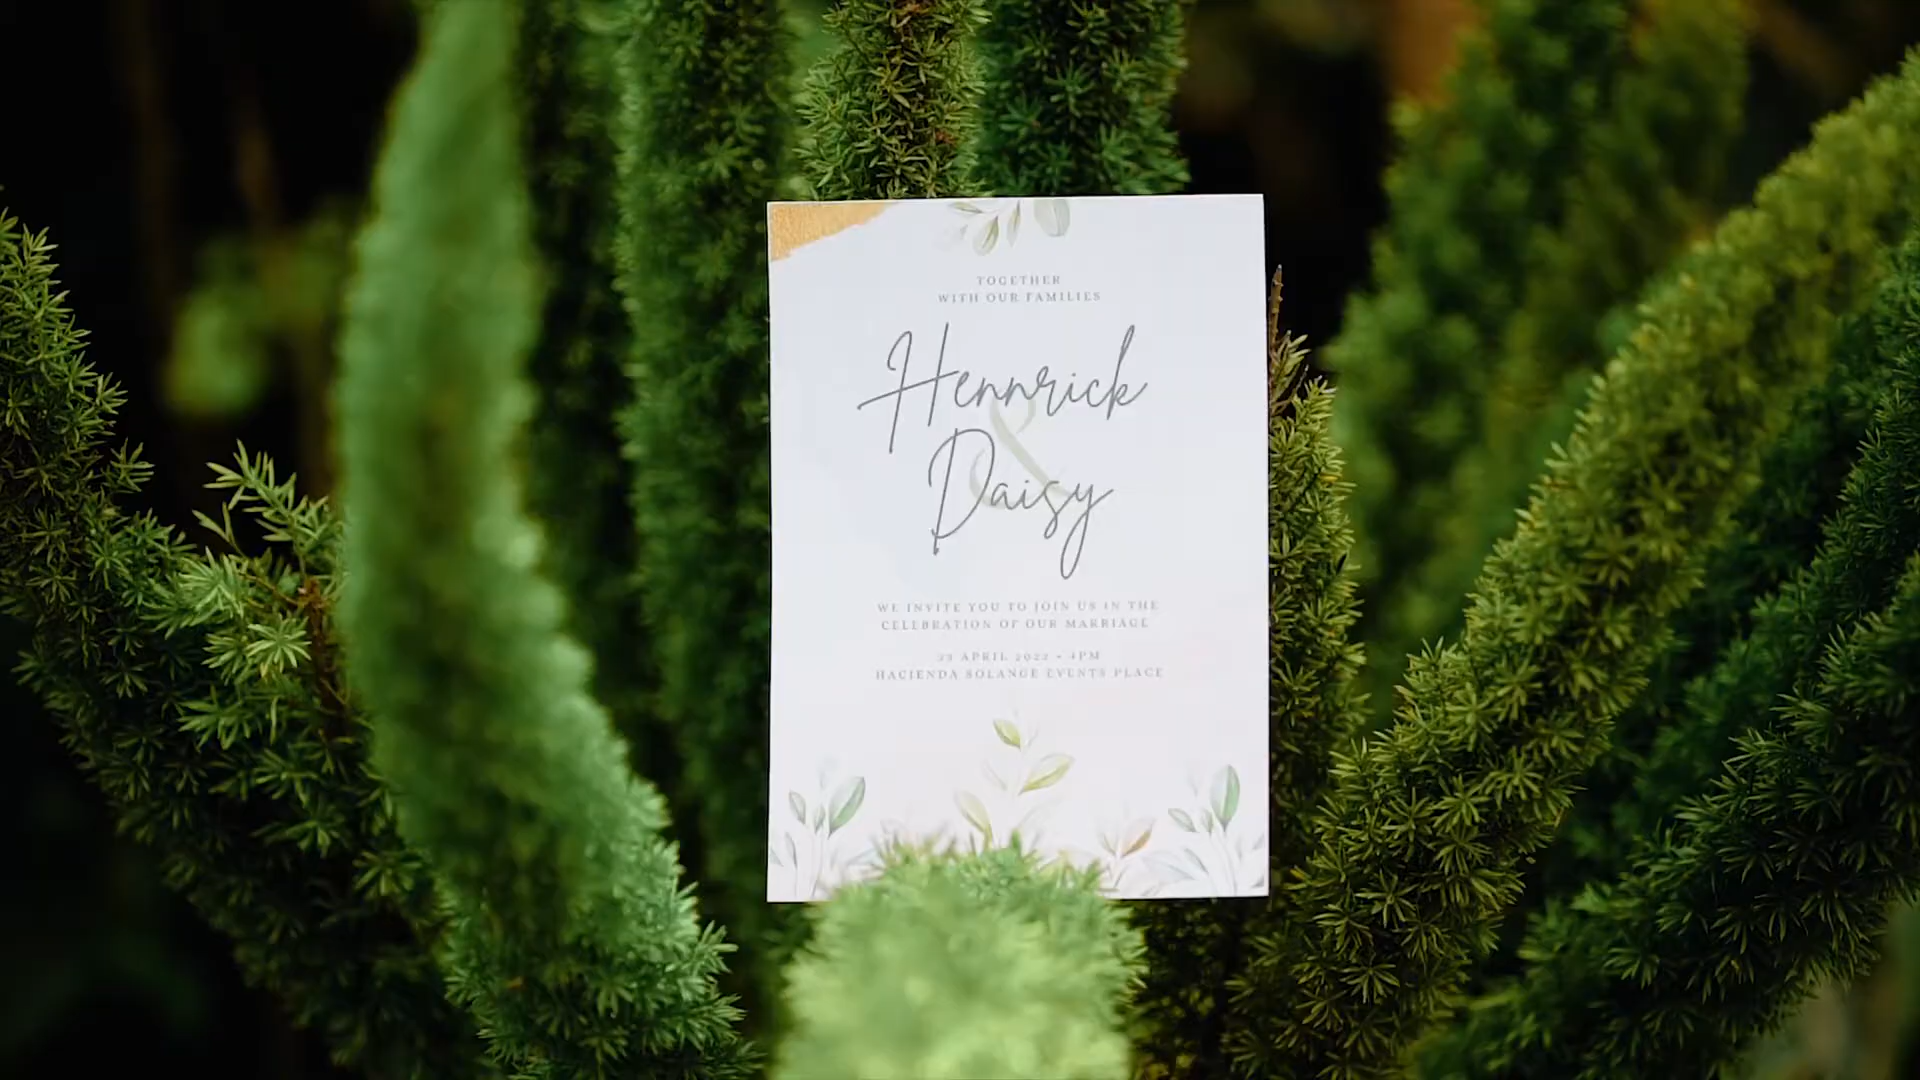 TOGETHER
WITH OUR FAMILIES
Hennrick
&
Daisy
WE INVITE YOU TO JOIN US IN THE
CELEBRATION OF OUR MARRIAGE
APRIL 2022 - 4PM
HACIENDA SOLANGE EVENTS PLACE